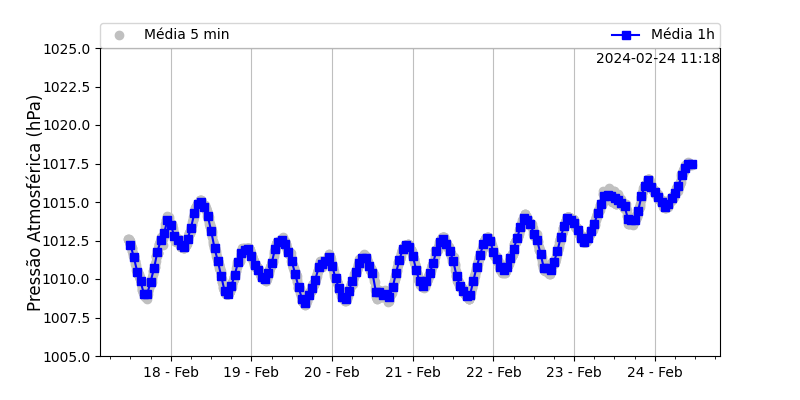 Média 5 min
Média 1h
2024-02-24 11:18
Pressão Atmosférica (hPa)
1025.0
1022.5
1020.0
1017.5
1015.0
1012.5
1010.0
1007.5
1005.0
18 - Feb
19 - Feb
20 - Feb
21 - Feb
22 - Feb
23 - Feb
24 - Feb